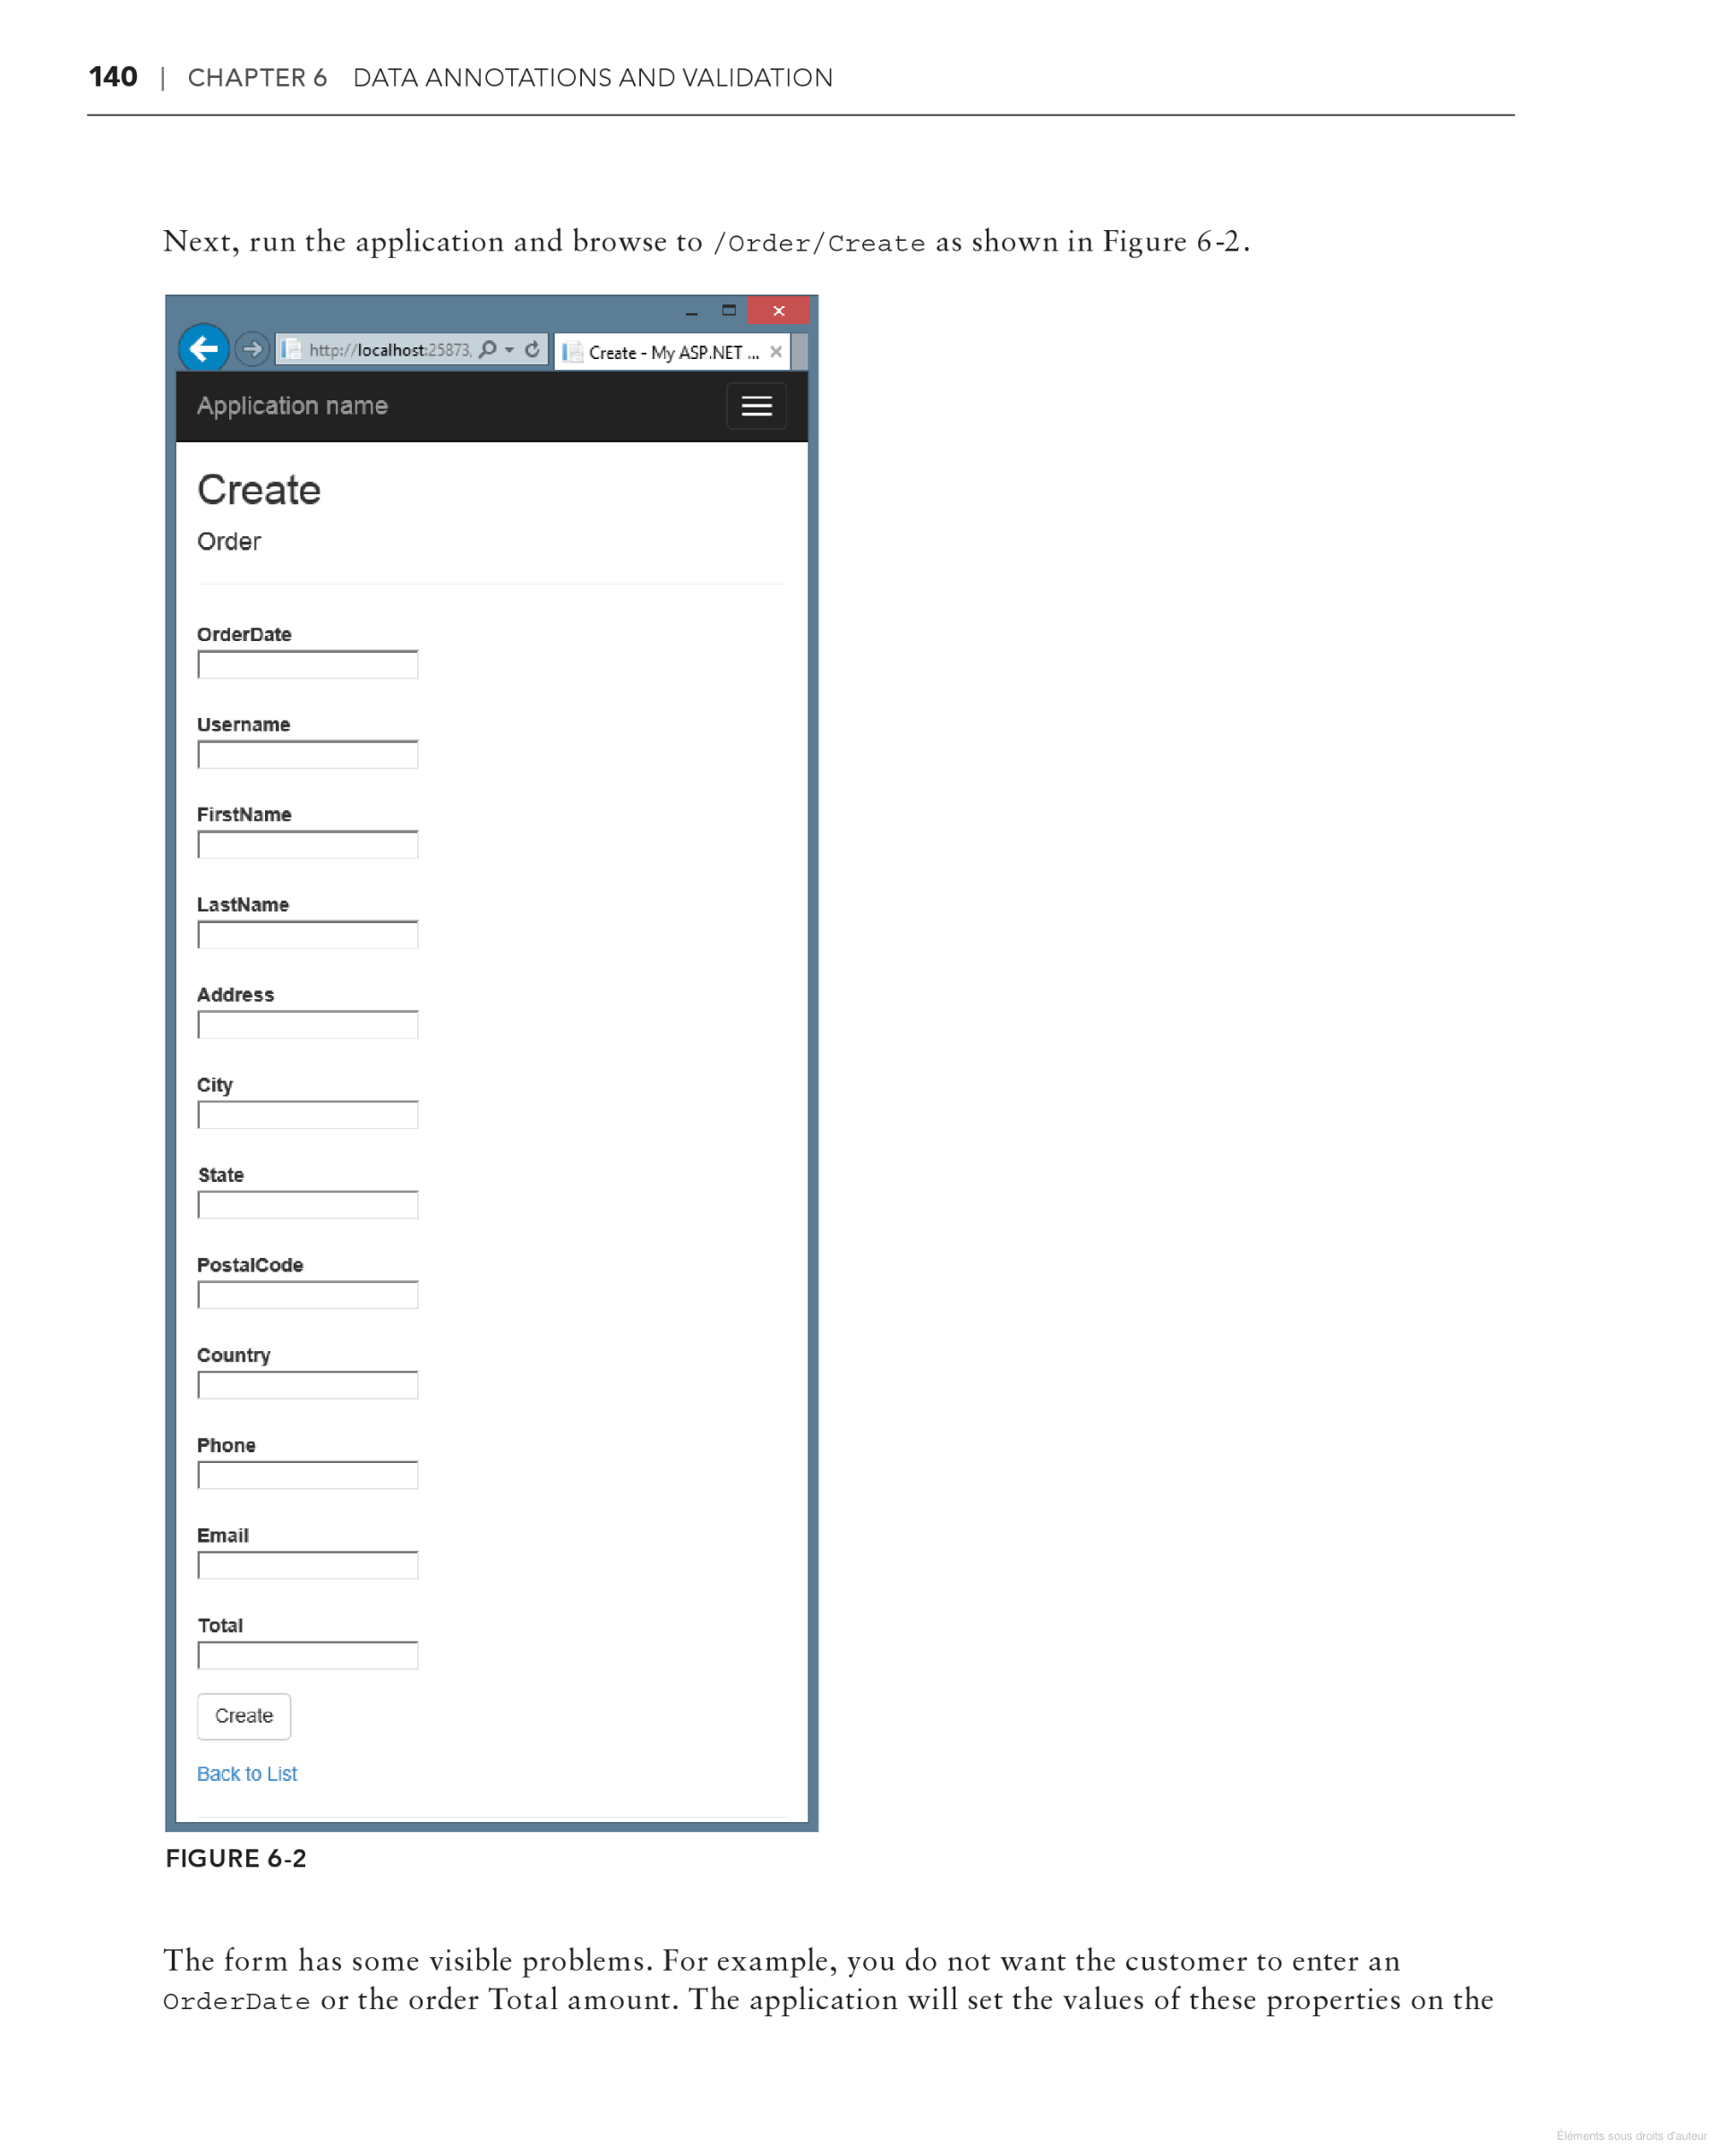 140 | CHAPTER 6 DATA ANNOTATIONS AND VALIDATION
Next, run the application and browse to /Order/Create as shown in Figure 6-2.
http://localhost:25873,
Create - My ASP.NET ...
Application name
Create
Order
OrderDate
Username
FirstName
LastName
Address
City
State
PostalCode
Country
Phone
Email
Total
Create
Back to List
FIGURE 6-2
The form has some visible problems. For example, you do not want the customer to enter an
OrderDate or the order Total amount. The application will set the values of these properties on the
Éléments sous droits d'auteur